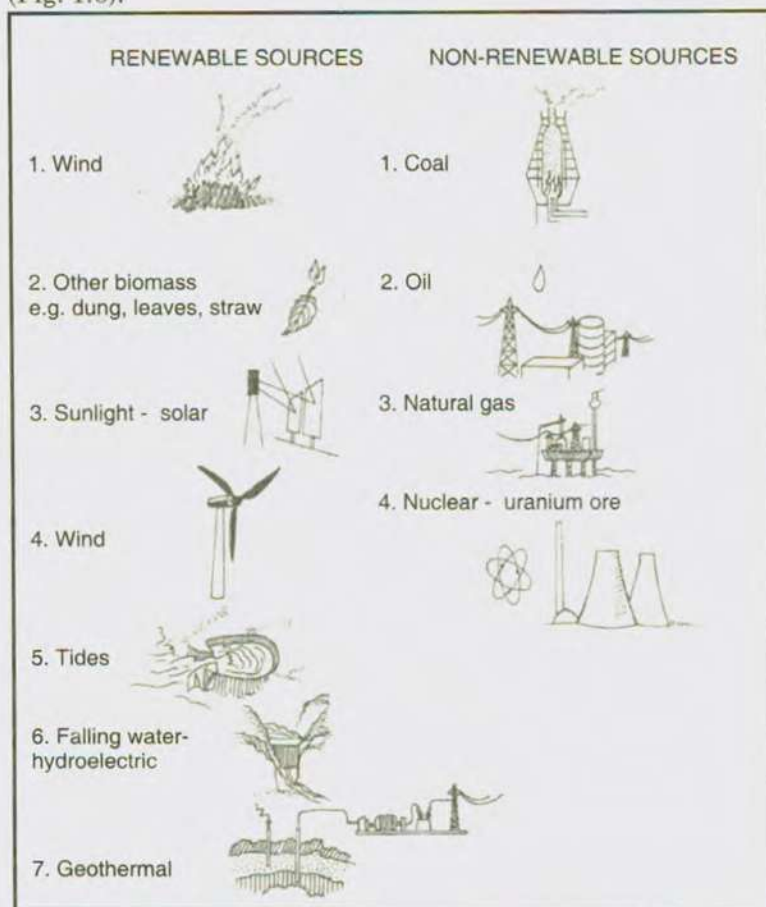 RENEWABLE SOURCES
1. Wind
2. Other biomass
e.g. dung, leaves, straw
3. Sunlight - solar
4. Wind
5. Tides
6. Falling water-
hydroelectric
7. Geothermal
NON-RENEWABLE SOURCES
1. Coal
2. Oil
3. Natural gas
4. Nuclear - uranium ore